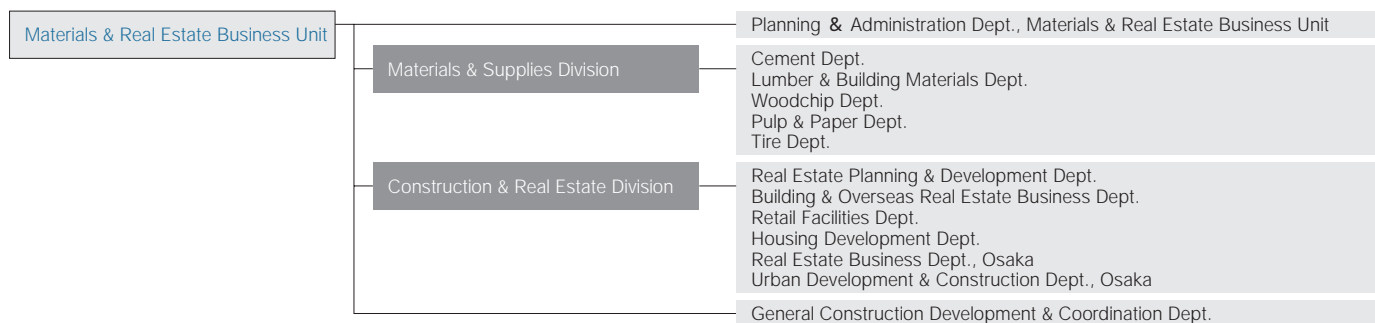 Materials & Real Estate Business Unit
Planning & Administration Dept., Materials & Real Estate Business Unit
Materials & Supplies Division
Cement Dept.
Lumber & Building Materials Dept.
Woodchip Dept.
Pulp & Paper Dept.
Tire Dept.
Construction & Real Estate Division
Real Estate Planning & Development Dept.
Building & Overseas Real Estate Business Dept.
Retail Facilities Dept.
Housing Development Dept.
Real Estate Business Dept., Osaka
Urban Development & Construction Dept., Osaka
General Construction Development & Coordination Dept.